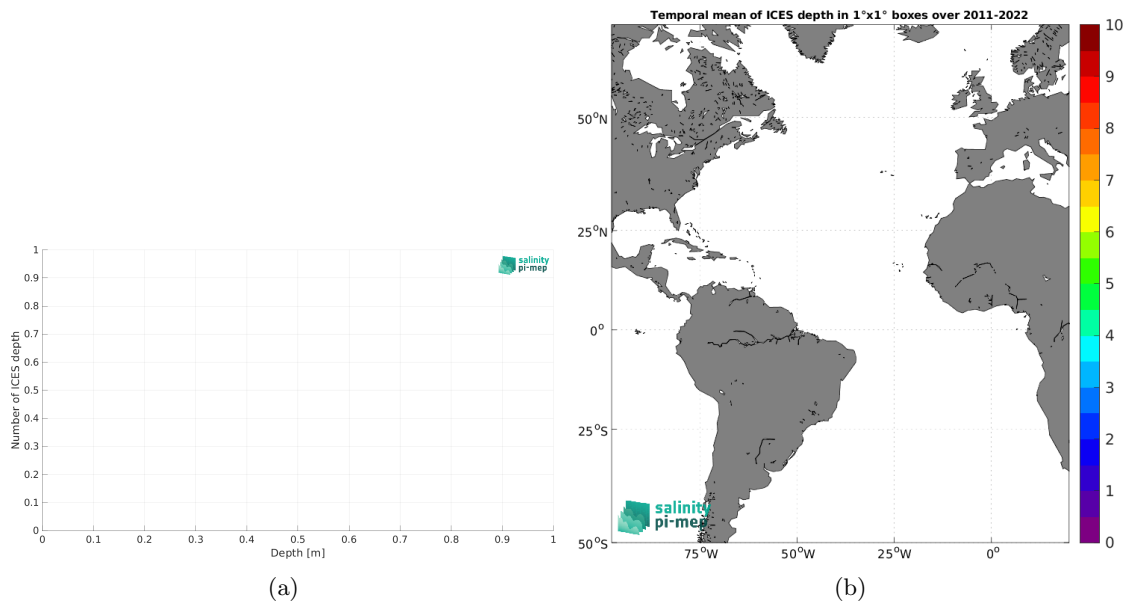 Temporal mean of ICES depth in 1°x1° boxes over 2011-2022
salinity
pi-mep
1
0.9
0.8
0.7
0.6
0.5
0.4
0.3
0.2
0.1
0
Number of ICES depth
0 0.1 0.2 0.3 0.4 0.5 0.6 0.7 0.8 0.9 1
Depth [m]
(a)
50°N
25°N
0°
25°S
50°S
75°W 50°W 25°W 0°
salinity
pi-mep
10
9
8
7
6
5
4
3
2
1
0
(b)